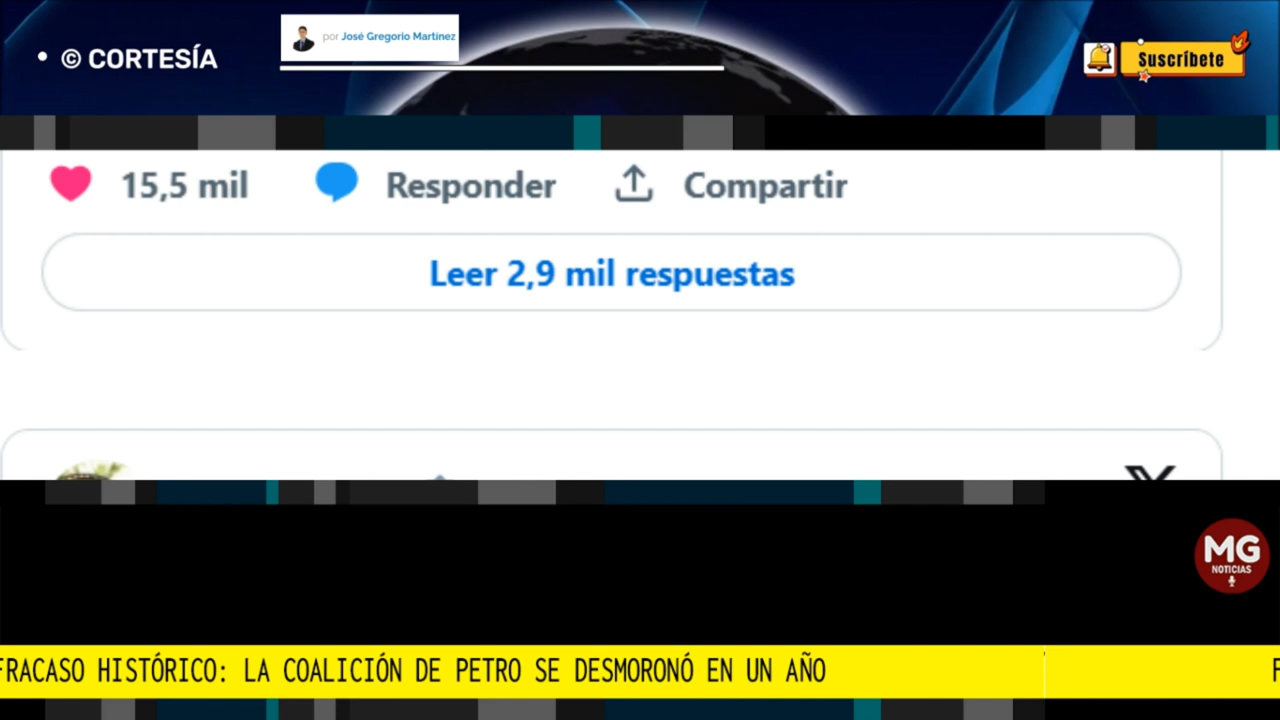 • © CORTESÍA
por José Gregorio Martínez
Suscríbete
15,5 mil
Responder
Compartir
Leer 2,9 mil respuestas
X
MG
NOTICIAS
FRACASO HISTÓRICO: LA COALICIÓN DE PETRO SE DESMORONÓ EN UN AÑO
F